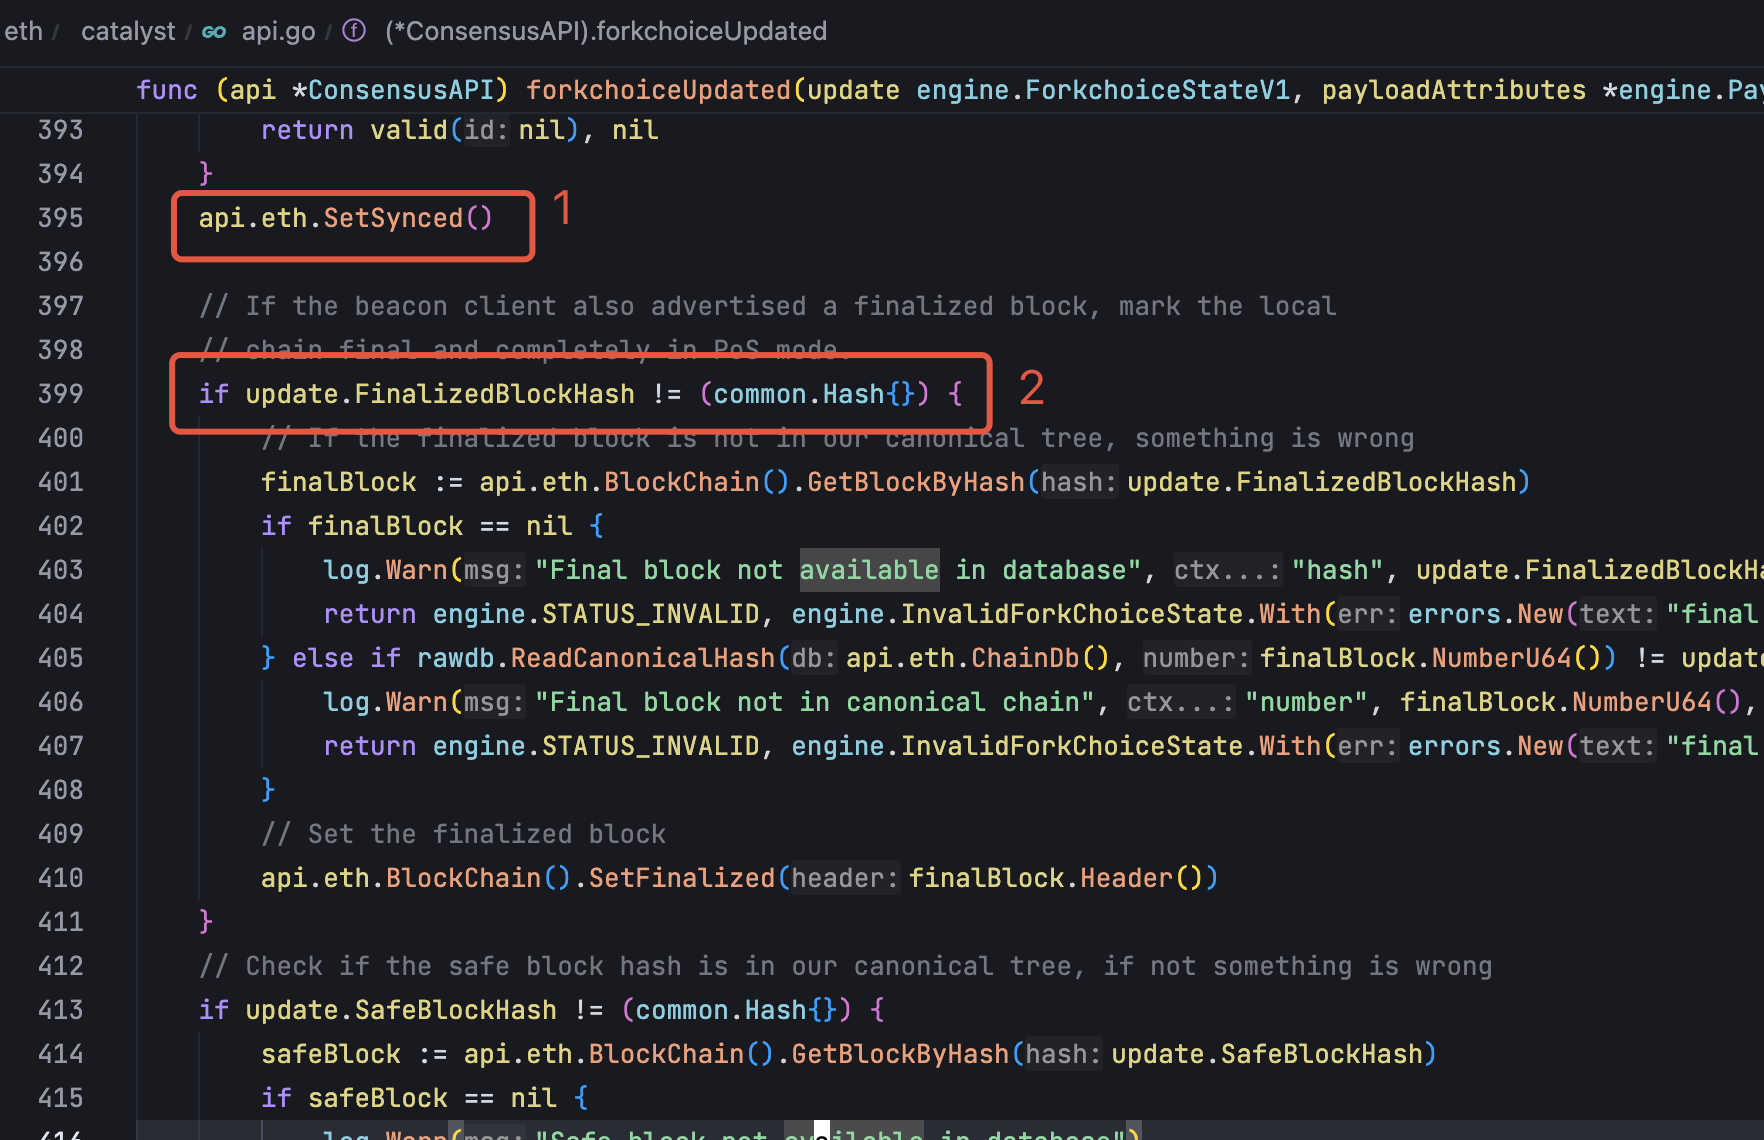 eth / catalyst / GO api.go / f (*ConsensusAPI).forkchoiceUpdated
func (api *ConsensusAPI) forkchoiceUpdated(update engine.ForkchoiceStateV1, payloadAttributes *engine.Pay
393 return valid(id: nil), nil
394 }
395 api.eth.SetSynced() 1
396
397 // If the beacon client also advertised a finalized block, mark the local
398 // chain final and completely in PoS mode.
399 if update.FinalizedBlockHash != (common.Hash{}) { 2
400 // If the finalized block is not in our canonical tree, something is wrong
401 finalBlock := api.eth.BlockChain().GetBlockByHash(hash: update.FinalizedBlockHash)
402 if finalBlock == nil {
403 log.Warn(msg: "Final block not available in database", ctx...: "hash", update.FinalizedBlockHa
404 return engine.STATUS_INVALID, engine.InvalidForkChoiceState.With(err: errors.New(text: "final
405 } else if rawdb.ReadCanonicalHash(db: api.eth.ChainDb(), number: finalBlock.NumberU64()) != update
406 log.Warn(msg: "Final block not in canonical chain", ctx...: "number", finalBlock.NumberU64(),
407 return engine.STATUS_INVALID, engine.InvalidForkChoiceState.With(err: errors.New(text: "final
408 }
409 // Set the finalized block
410 api.eth.BlockChain().SetFinalized(header: finalBlock.Header())
411 }
412 // Check if the safe block hash is in our canonical tree, if not something is wrong
413 if update.SafeBlockHash != (common.Hash{}) {
414 safeBlock := api.eth.BlockChain().GetBlockByHash(hash: update.SafeBlockHash)
415 if safeBlock == nil {
416 log.Warn(msg: "Safe block not available in database")